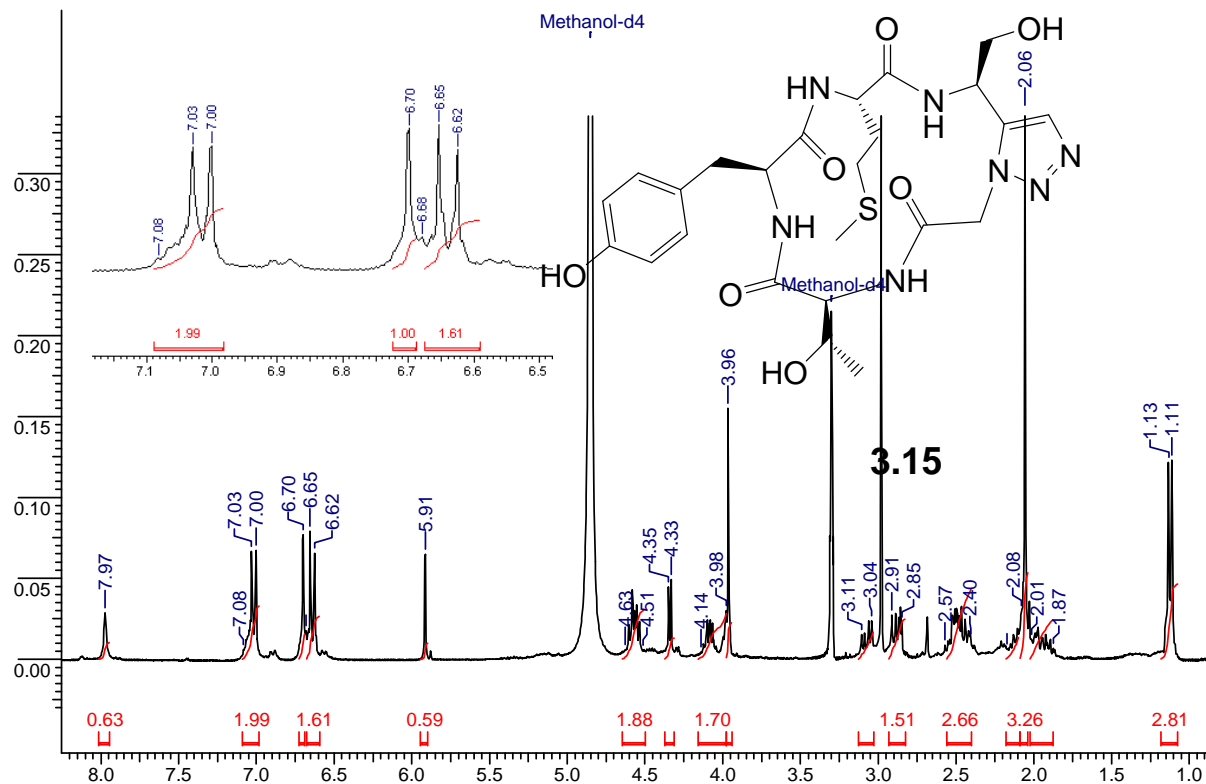 Methanol-d4
O
OH
2.06
HN
N
H
O
N
N
N
S
O
NH
NH
O
HO
HO
Methanol-d4
3.15
7.08
7.03
7.00
6.70
6.68
6.65
6.62
1.99
1.00
1.61
7.1 7.0 6.9 6.8 6.7 6.6 6.5
0.30
0.25
0.20
0.15
0.10
0.05
0.00
7.97
7.08
7.03
7.00
6.70
6.65
6.62
5.91
4.63
4.51
4.35
4.33
4.14
3.98
3.96
3.11
3.04
2.91
2.85
2.57
2.40
2.08
2.01
1.87
1.13
1.11
0.63 1.99 1.61 0.59 1.88 1.70 1.51 2.66 3.26 2.81
8.0 7.5 7.0 6.5 6.0 5.5 5.0 4.5 4.0 3.5 3.0 2.5 2.0 1.5 1.0